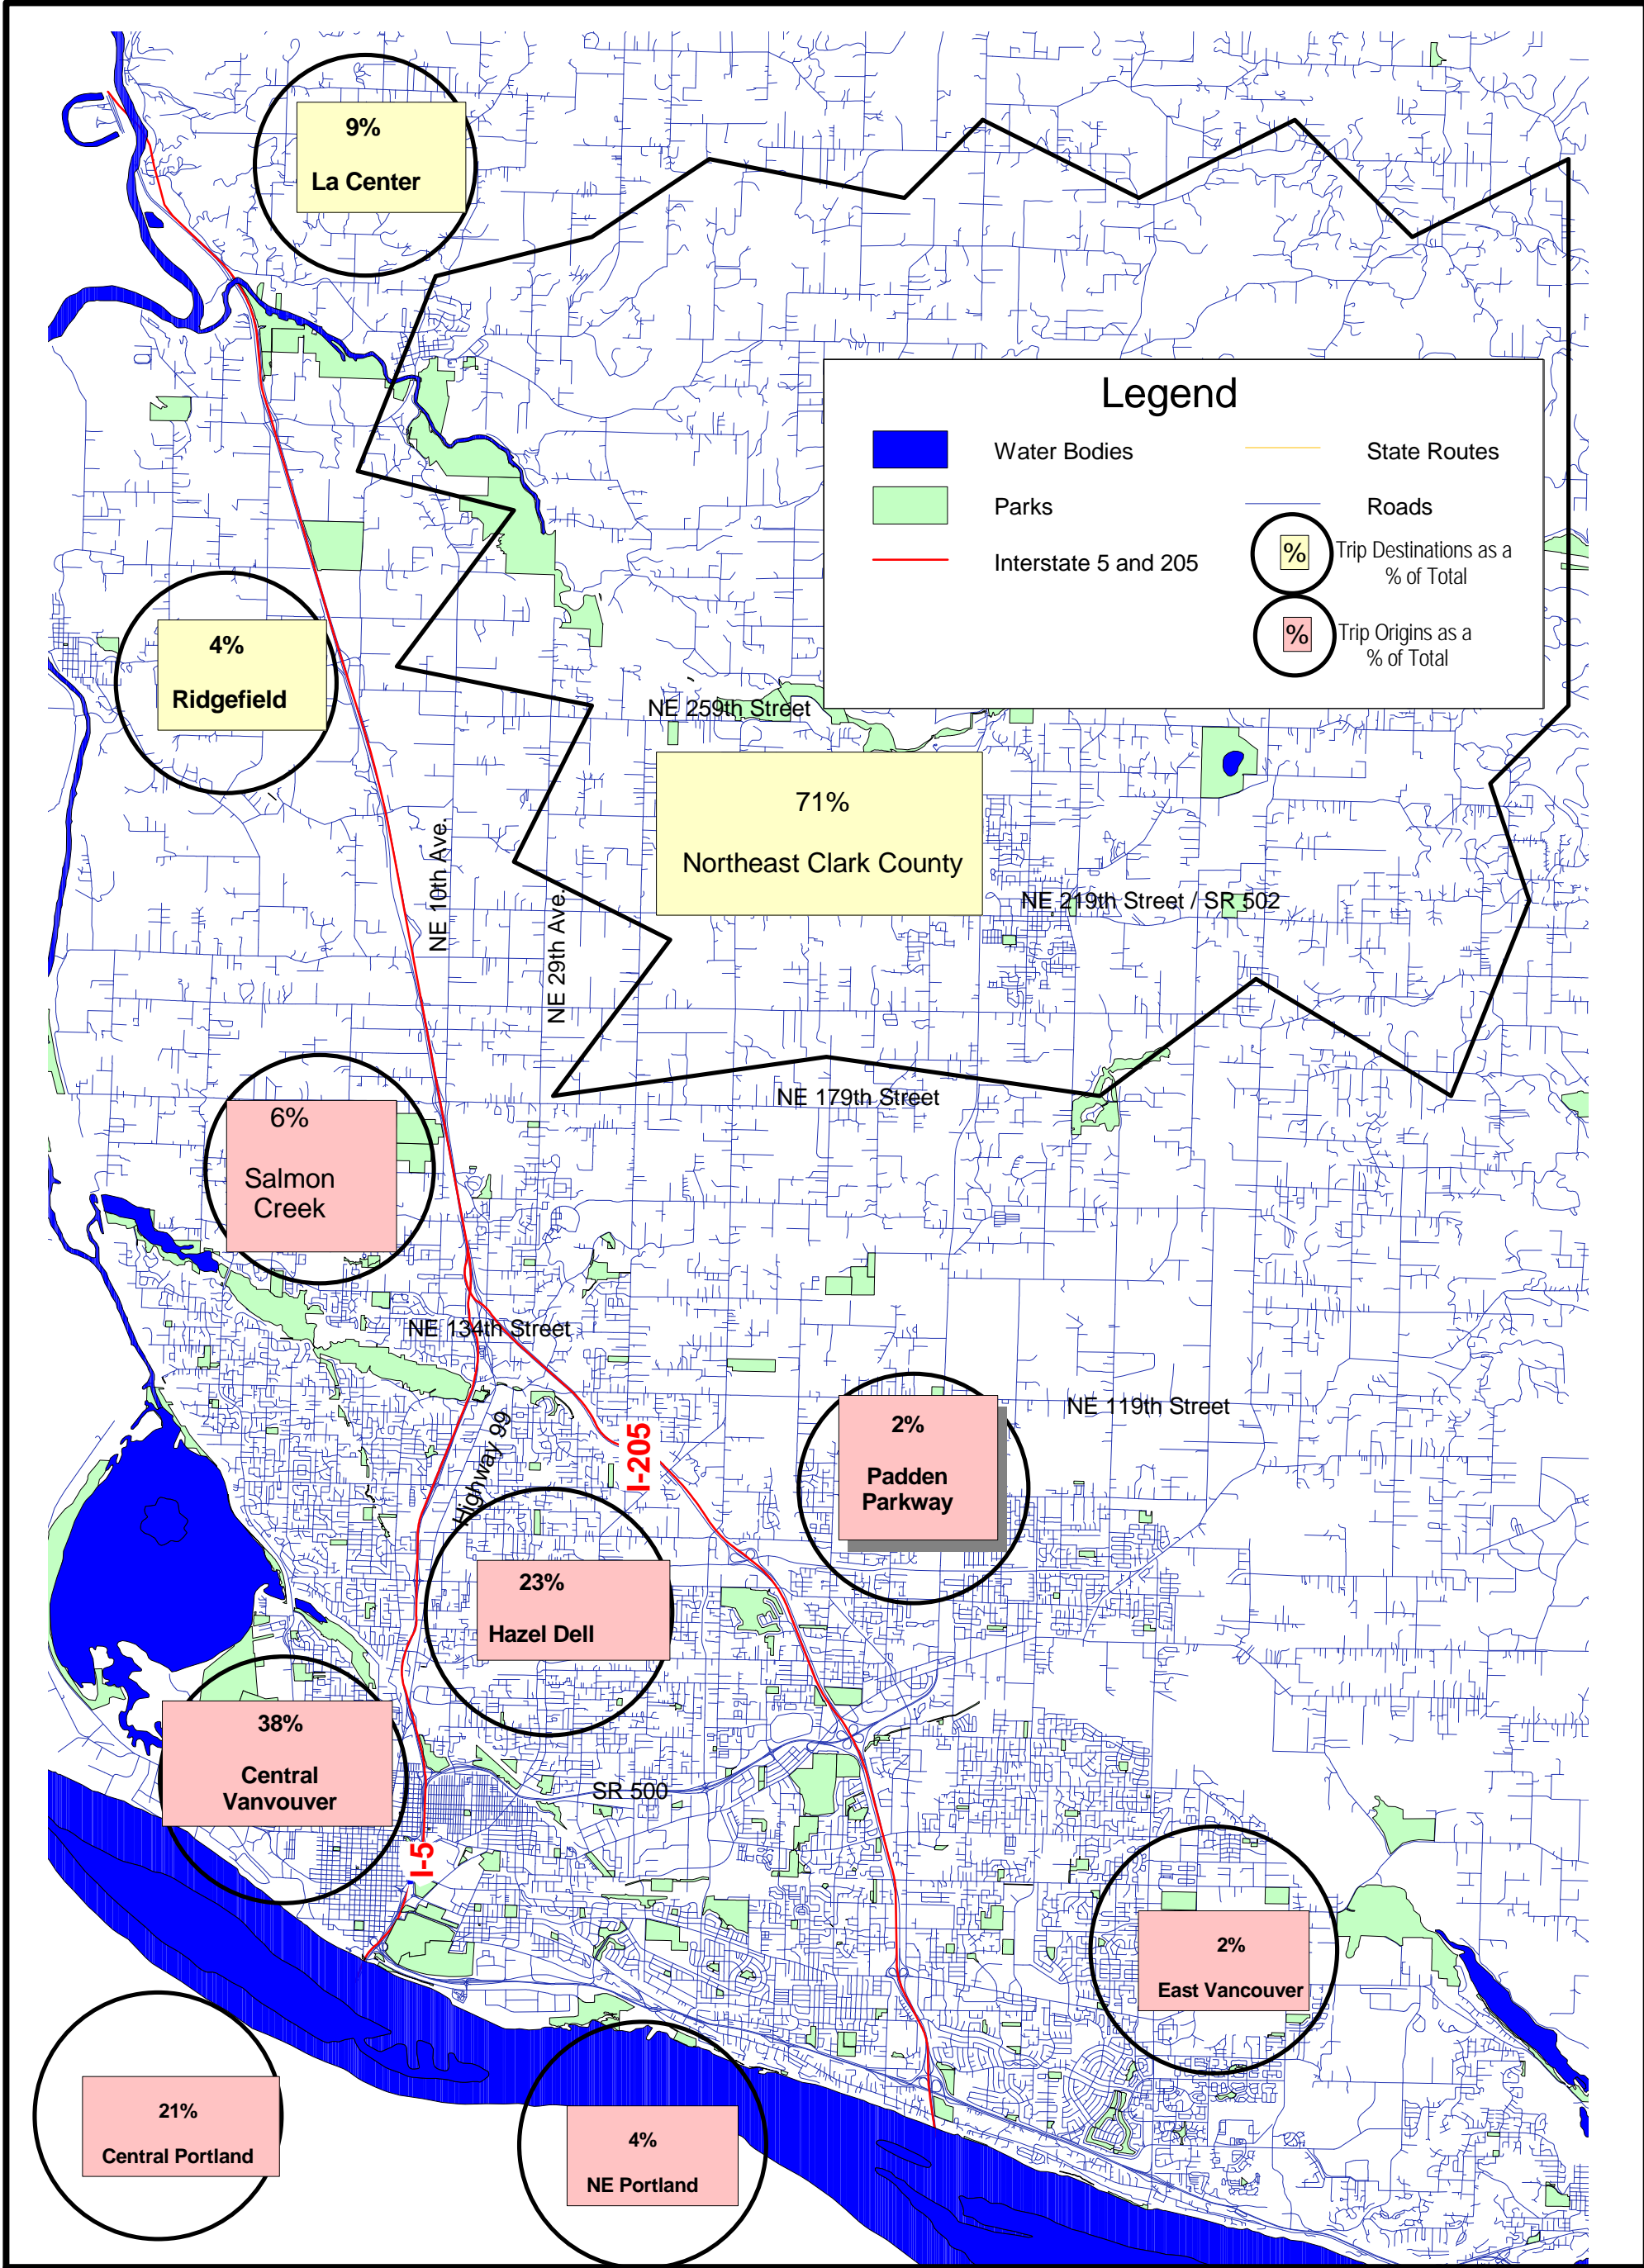 9%
La Center
Legend
Water Bodies
State Routes
Parks
Roads
Interstate 5 and 205
%
Trip Destinations as a
% of Total
%
Trip Origins as a
% of Total
4%
Ridgefield
NE 259th Street
71%
Northeast Clark County
NE 10th Ave.
NE 29th Ave.
NE 219th Street / SR 502
NE 179th Street
6%
Salmon
Creek
NE 134th Street
Highway 99
I-205
2%
Padden
Parkway
NE 119th Street
23%
Hazel Dell
38%
Central
Vanvouver
SR 500
I-5
2%
East Vancouver
21%
Central Portland
4%
NE Portland